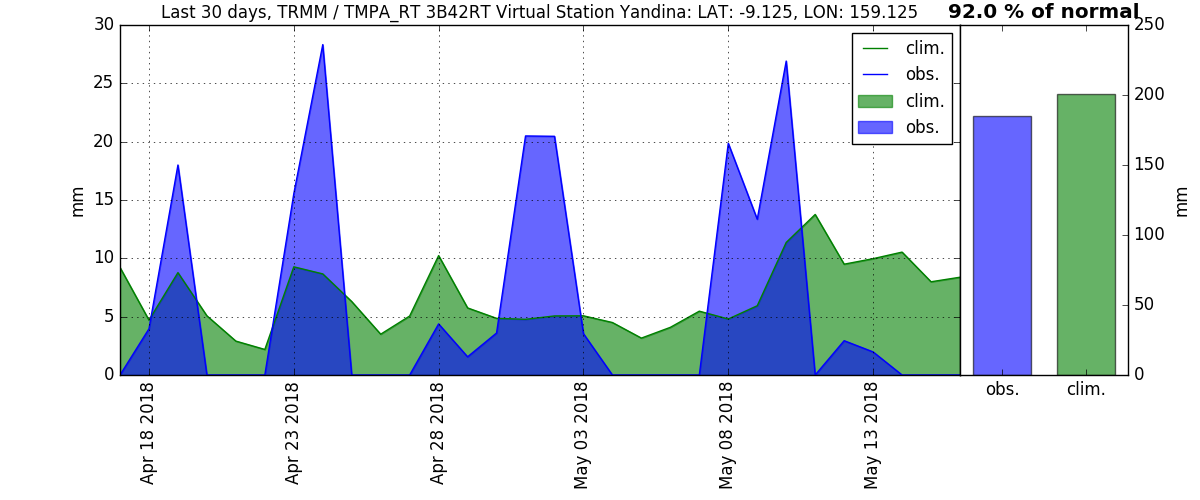 Last 30 days, TRMM / TMPA_RT 3B42RT Virtual Station Yandina: LAT: -9.125, LON: 159.125
92.0 % of normal
30
25
20
15
10
5
0
mm
clim.
obs.
clim.
obs.
250
200
150
100
50
0
mm
obs.
clim.
Apr 18 2018
Apr 23 2018
Apr 28 2018
May 03 2018
May 08 2018
May 13 2018